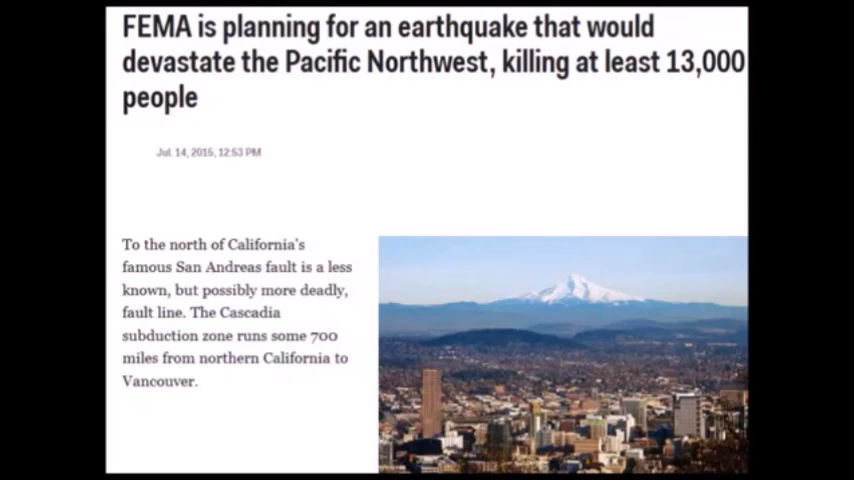 FEMA is planning for an earthquake that would
devastate the Pacific Northwest, killing at least 13,000
people
Jul. 14, 2015, 12:53 PM
To the north of California's
famous San Andreas fault is a less
known, but possibly more deadly,
fault line. The Cascadia
subduction zone runs some 700
miles from northern California to
Vancouver.